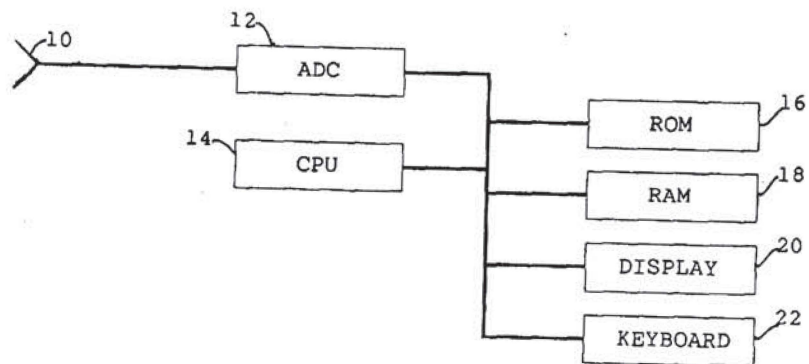 10
12
ADC
14
CPU
ROM
16
RAM
18
DISPLAY
20
KEYBOARD
22